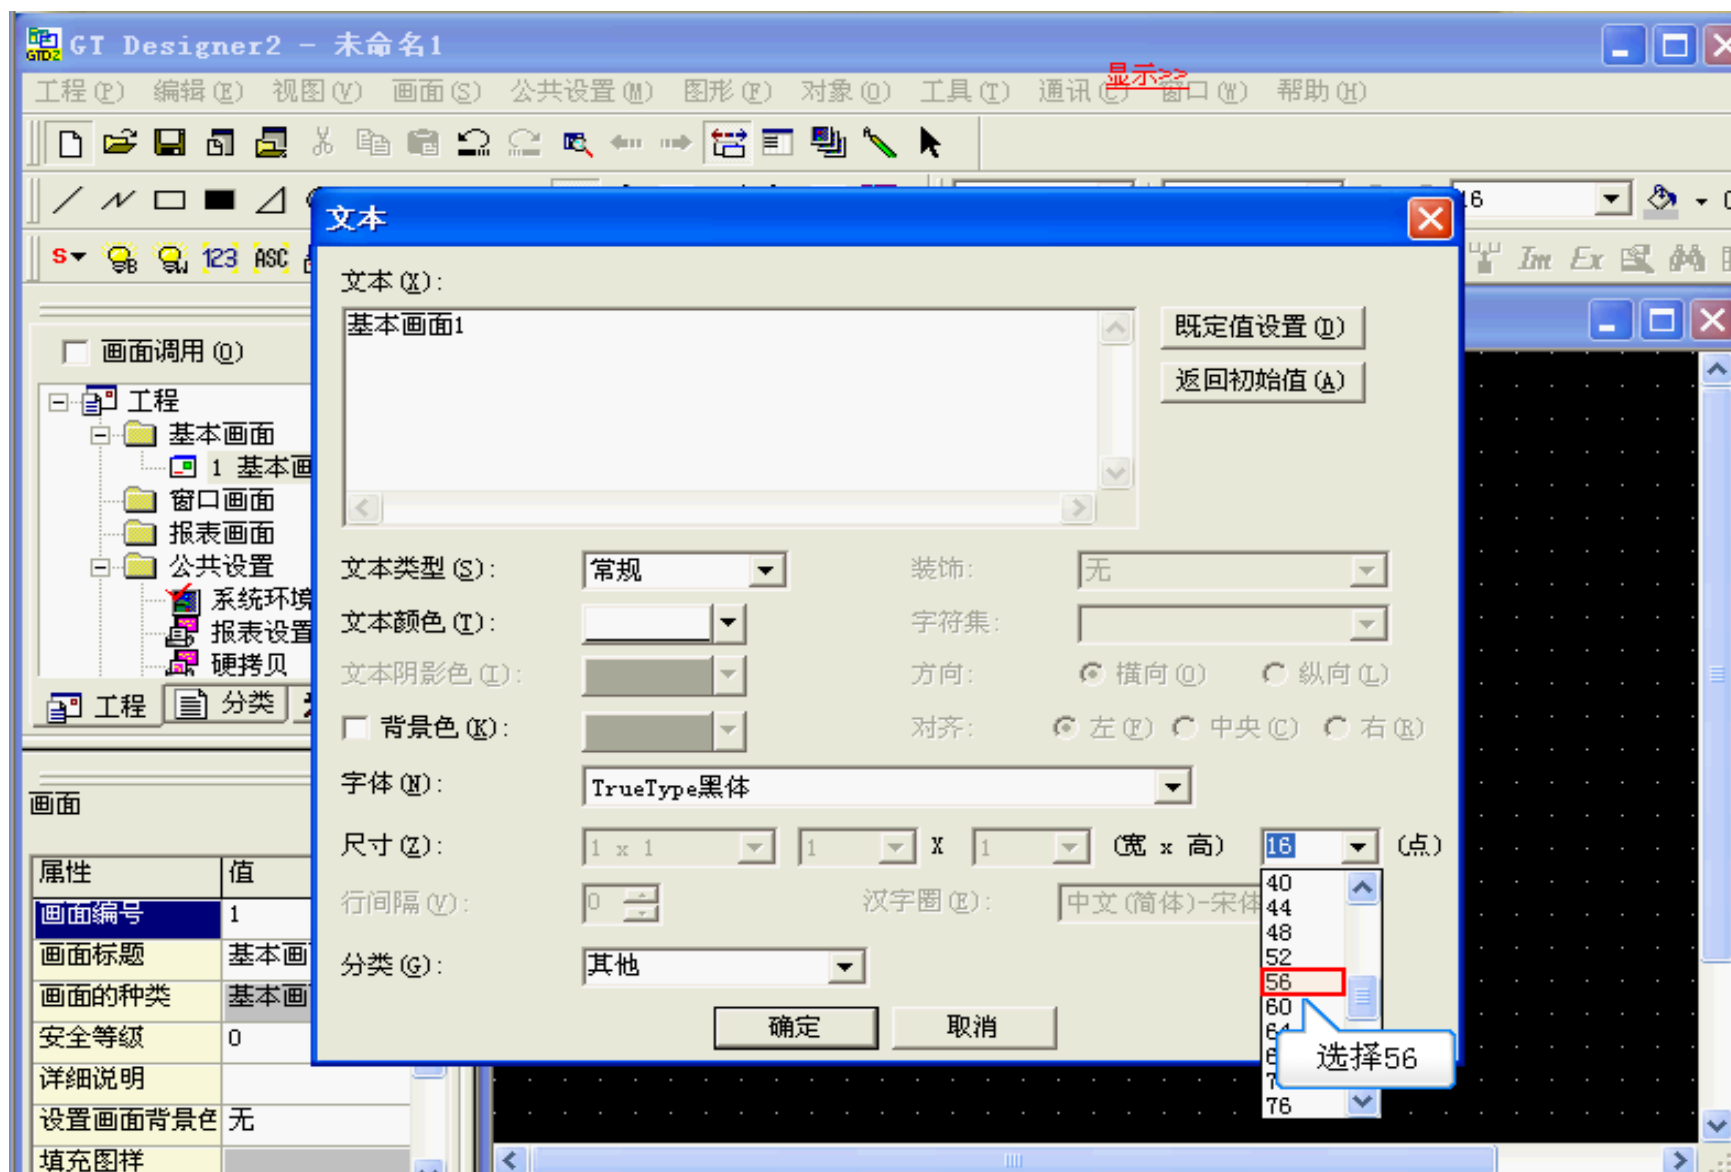 GT Designer2 - 未命名1
工程(P) 编辑(E) 视图(V) 画面(S) 公共设置(M) 图形(F) 对象(O) 工具(T) 通讯(C) 窗口(W) 帮助(H)
显示>>
16
S 123 ASC Im Ex
文本
文本(X):
基本画面1
既定值设置(D)
返回初始值(A)
画面调用(O)
工程
基本画面
1 基本画
窗口画面
报表画面
公共设置
系统环境
报表设置
硬拷贝
工程 分类
文本类型(S): 常规 装饰: 无
文本颜色(T): 字符集:
文本阴影色(I): 方向: 横向(O) 纵向(L)
背景色(K): 对齐: 左(F) 中央(C) 右(R)
字体(N): TrueType黑体
尺寸(Z): 1 x 1 1 X 1 (宽 x 高) 16 (点)
行间隔(V): 0 汉字圈(E): 中文(简体)-宋体
分类(G): 其他
确定 取消
40
44
48
52
56
60
64
76
选择56
画面
属性 值
画面编号 1
画面标题 基本画
画面的种类 基本画
安全等级 0
详细说明
设置画面背景色 无
填充图样